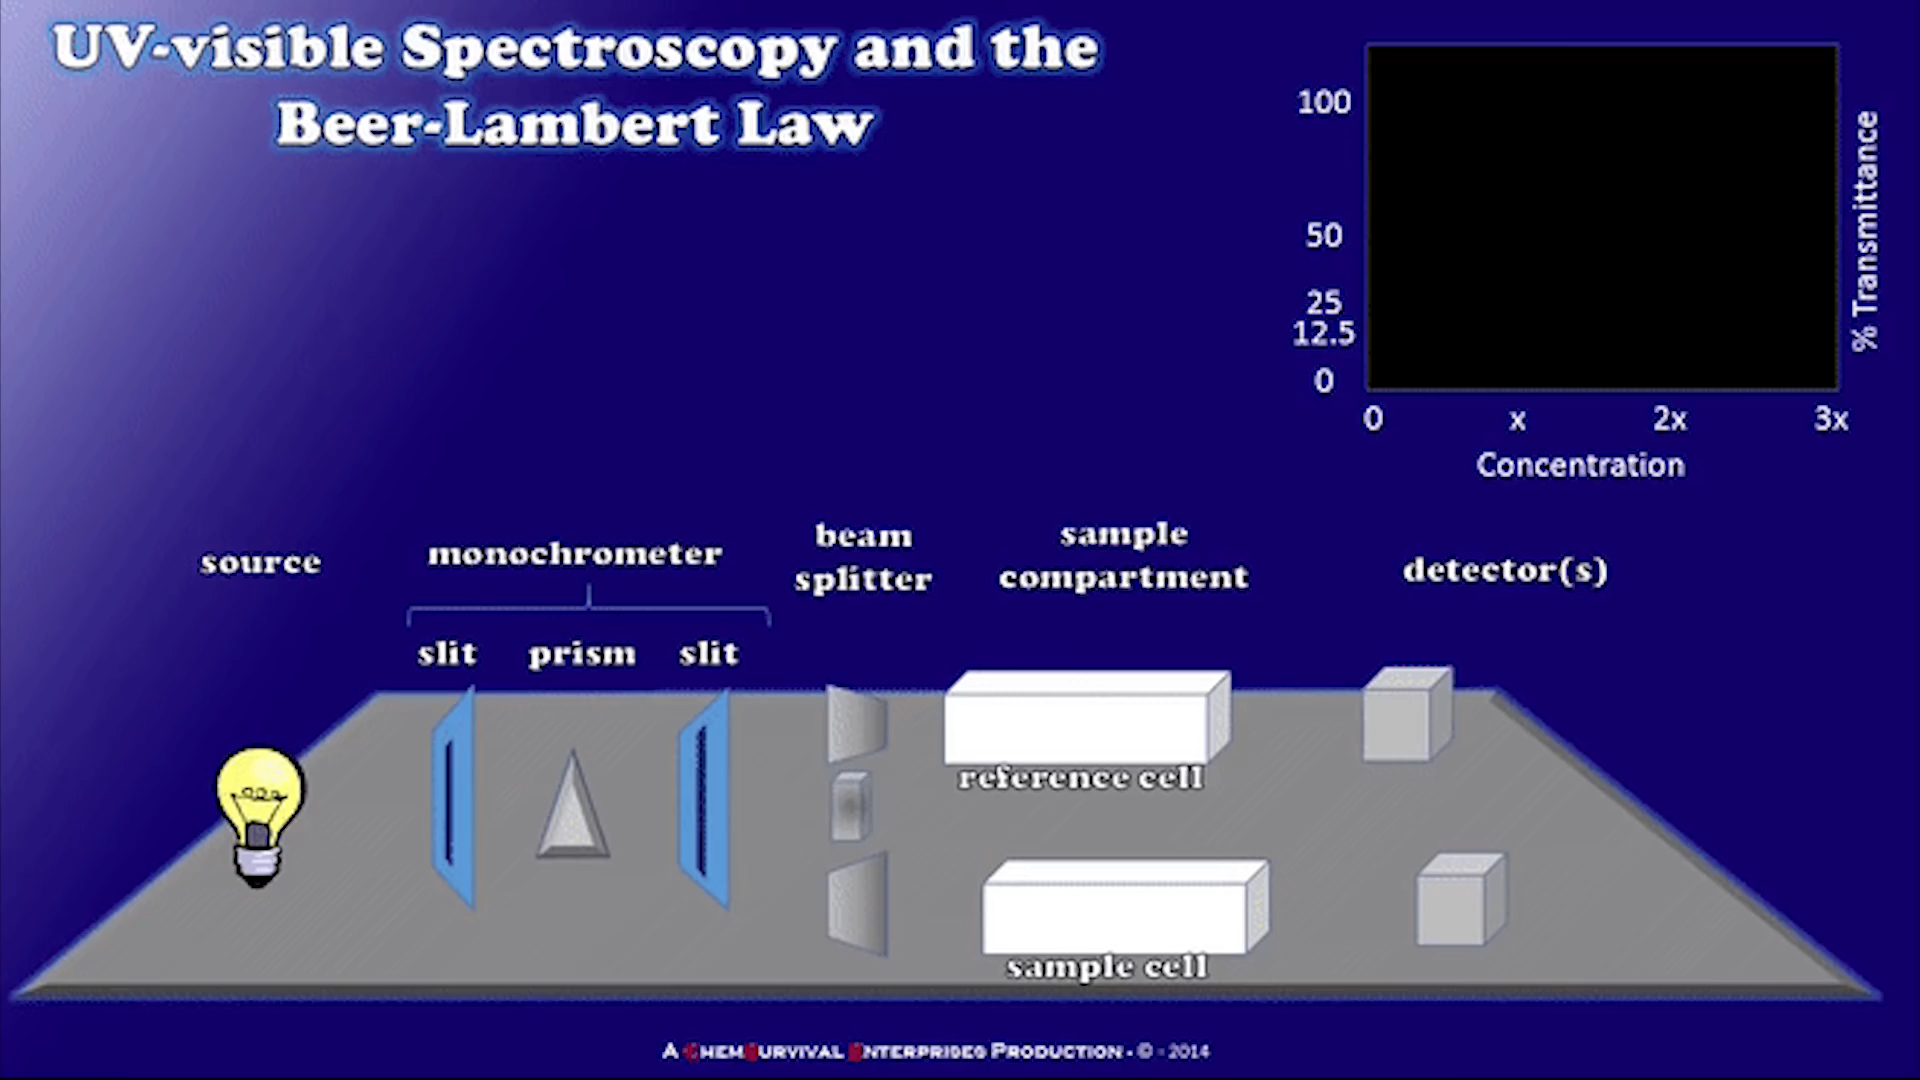 UV-visible Spectroscopy and the
Beer-Lambert Law
100
50
25
12.5
0
% Transmittance
0 x 2x 3x
Concentration
source
monochrometer
beam
splitter
sample
compartment
detector(s)
slit prism slit
reference cell
sample cell
A ChemSurvival Enterprises Production - © - 2014